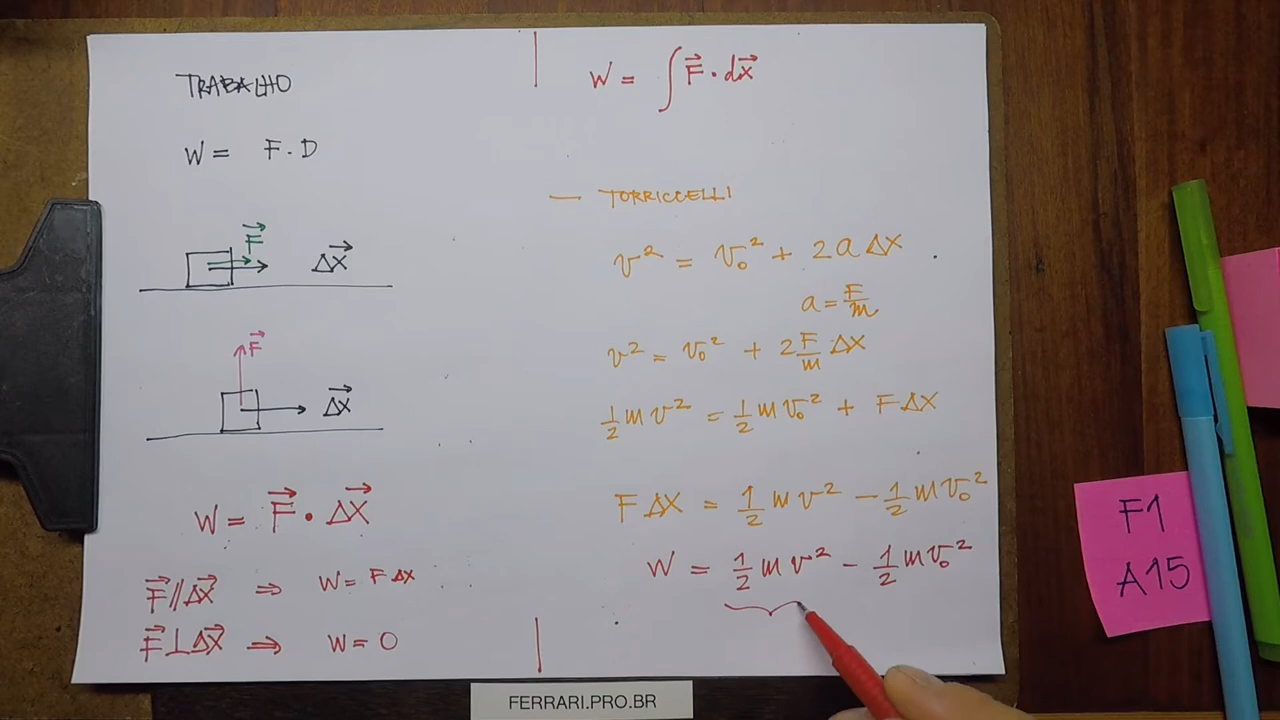 TRABALHO
W = F . D
F⃗ Δx⃗
F⃗
Δx⃗
W = F⃗ • Δx⃗
F⃗ // Δx⃗ ⇒ W = F Δx
F⃗ ⊥ Δx⃗ ⇒ W = 0
W = ∫ F⃗ • dx⃗
— TORRICCELLI
v² = v₀² + 2 a Δx
a = F/m
v² = v₀² + 2 F/m Δx
1/2 m v² = 1/2 m v₀² + F Δx
F Δx = 1/2 m v² − 1/2 m v₀²
W = 1/2 m v² − 1/2 m v₀²
F1
A15
FERRARI.PRO.BR